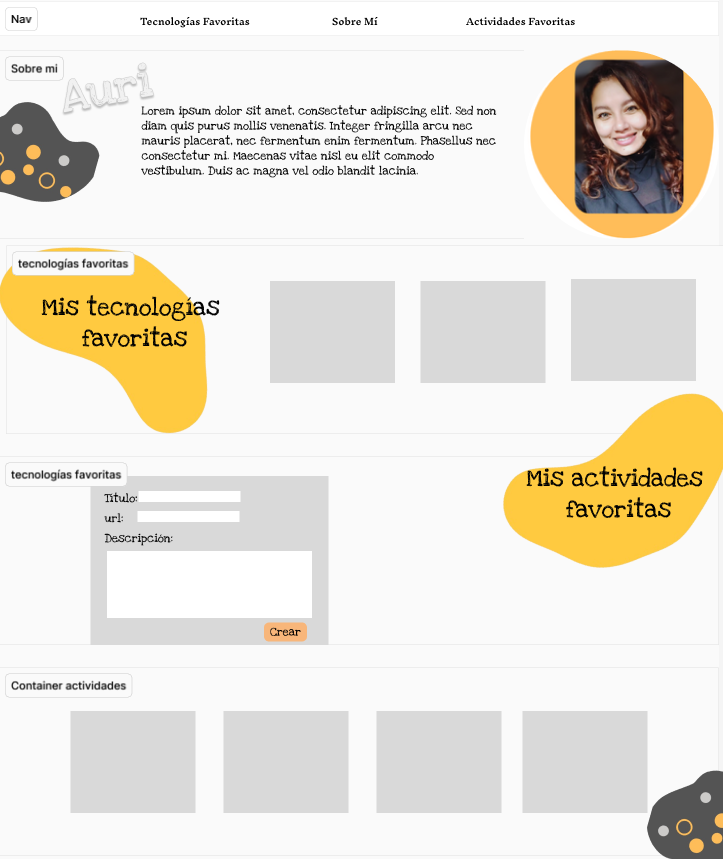 Nav
Tecnologías Favoritas
Sobre Mí
Actividades Favoritas
Sobre mi
Auri
Lorem ipsum dolor sit amet, consectetur adipiscing elit. Sed non
diam quis purus mollis venenatis. Integer fringilla arcu nec
mauris placerat, nec fermentum enim fermentum. Phasellus nec
consectetur mi. Maecenas vitae nisl eu elit commodo
vestibulum. Duis ac magna vel odio blandit lacinia.
tecnologías favoritas
Mis tecnologías
favoritas
Mis actividades
favoritas
tecnologías favoritas
Titulo:
url:
Descripción:
Crear
Container actividades